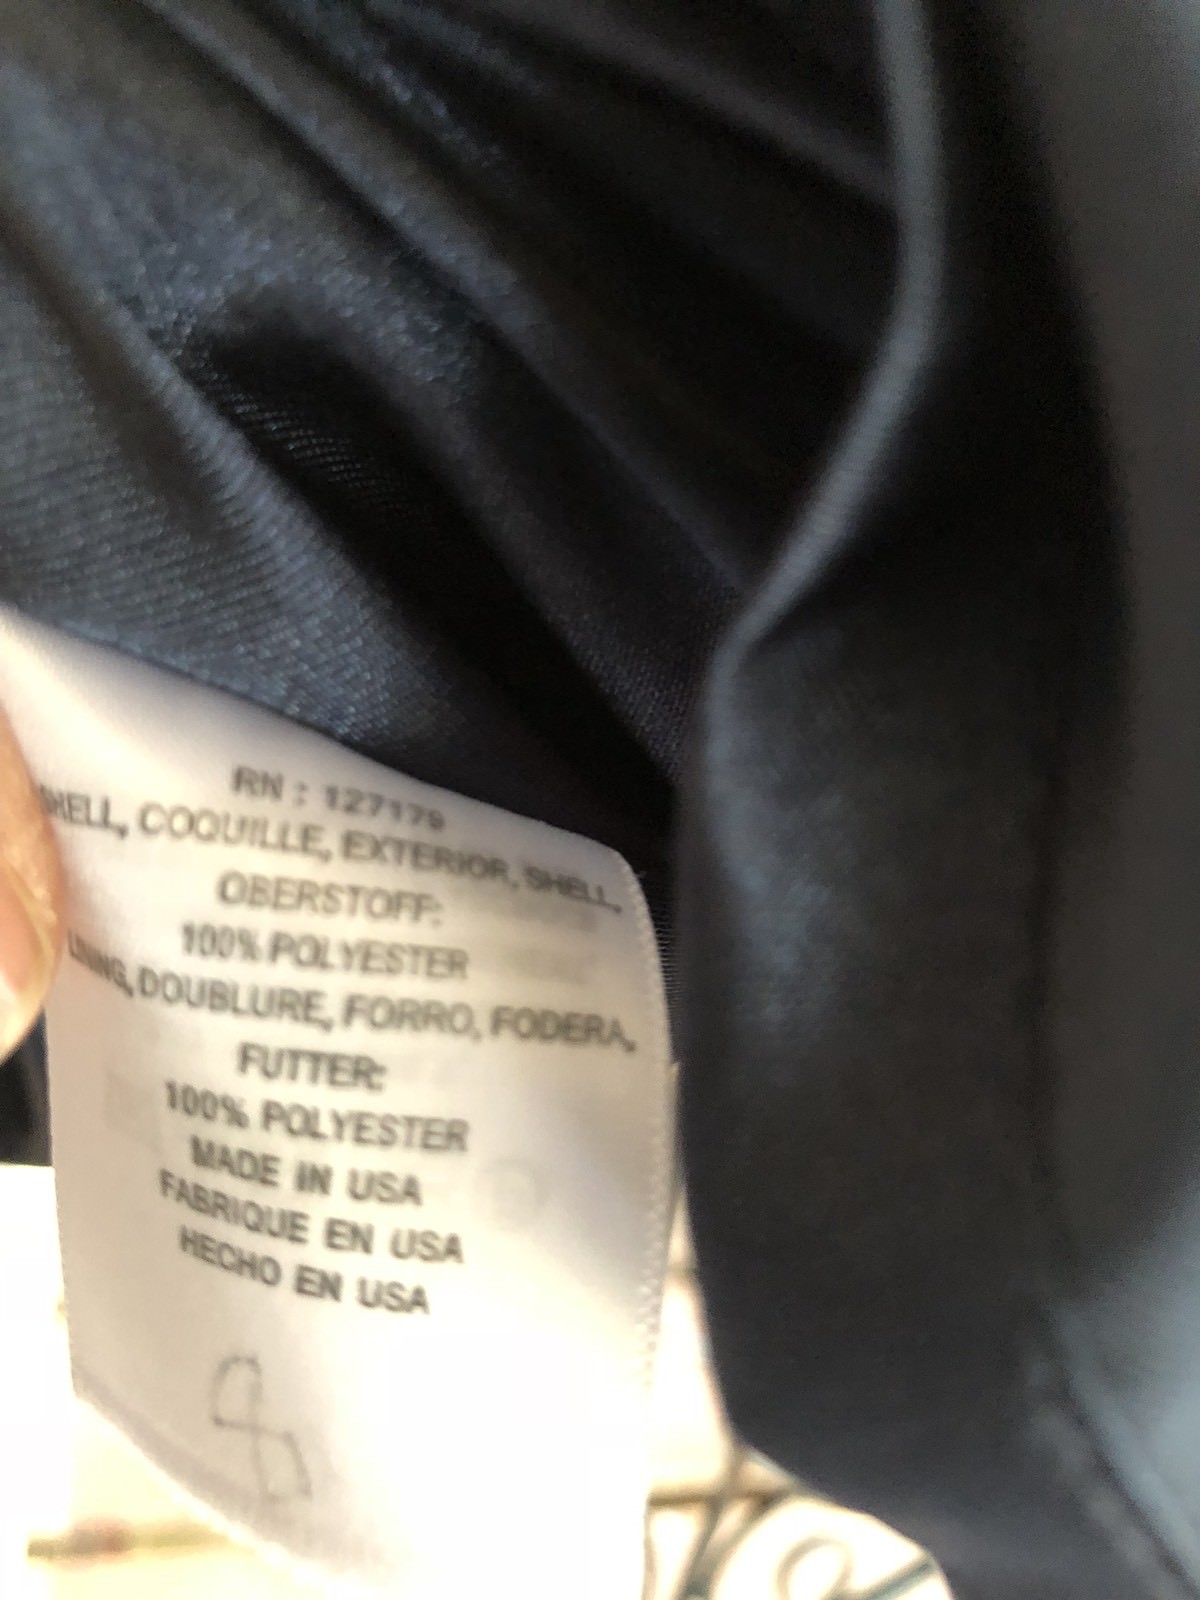 RN : 127179
SHELL, COQUILLE, EXTERIOR, SHELL,
OBERSTOFF:
100% POLYESTER
LINING, DOUBLURE, FORRO, FODERA,
FUTTER:
100% POLYESTER
MADE IN USA
FABRIQUE EN USA
HECHO EN USA